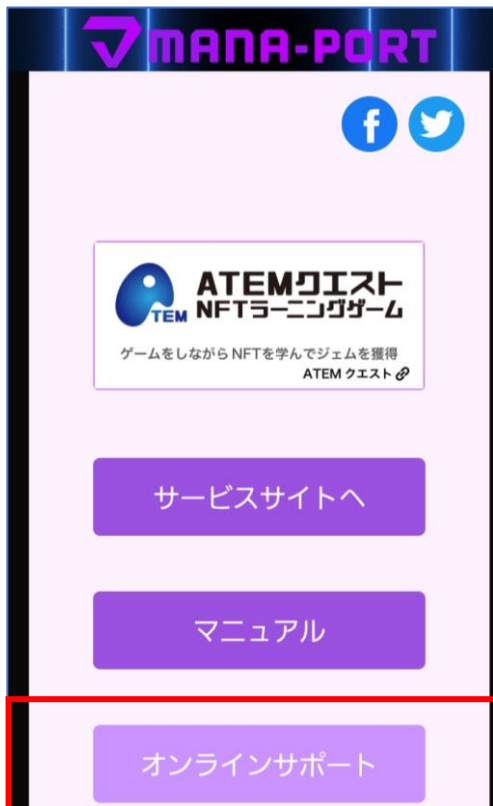 MANA-PORT
ATEMクエスト
TEM
NFTラーニングゲーム
ゲームをしながらNFTを学んでジェムを獲得
ATEM クエスト
サービスサイトへ
マニュアル
オンラインサポート